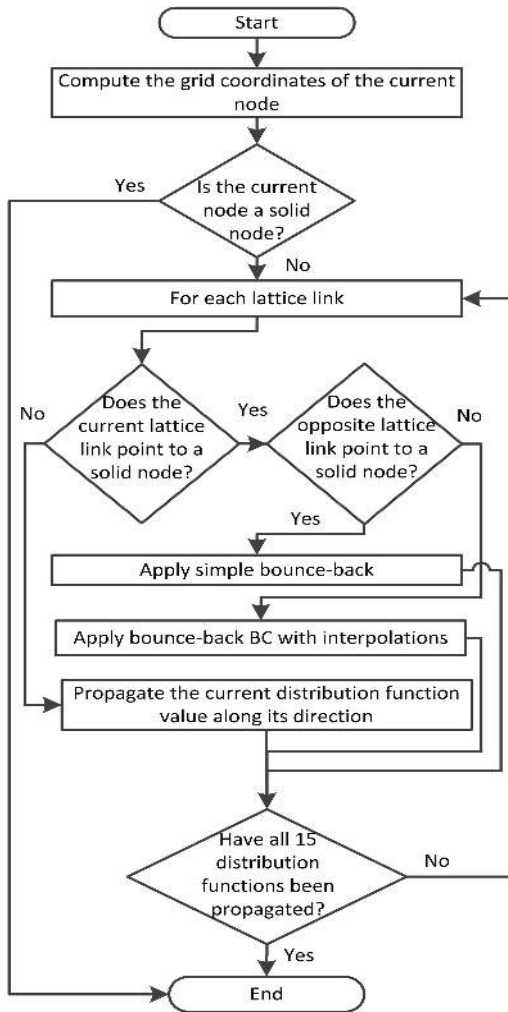 Start
Compute the grid coordinates of the current
node
Yes
Is the current
node a solid
node?
No
For each lattice link
No
Does the
current lattice
link point to a
solid node?
Yes
Does the
opposite lattice
link point to a
solid node?
No
Yes
Apply simple bounce-back
Apply bounce-back BC with interpolations
Propagate the current distribution function
value along its direction
Have all 15
distribution
functions been
propagated?
No
Yes
End